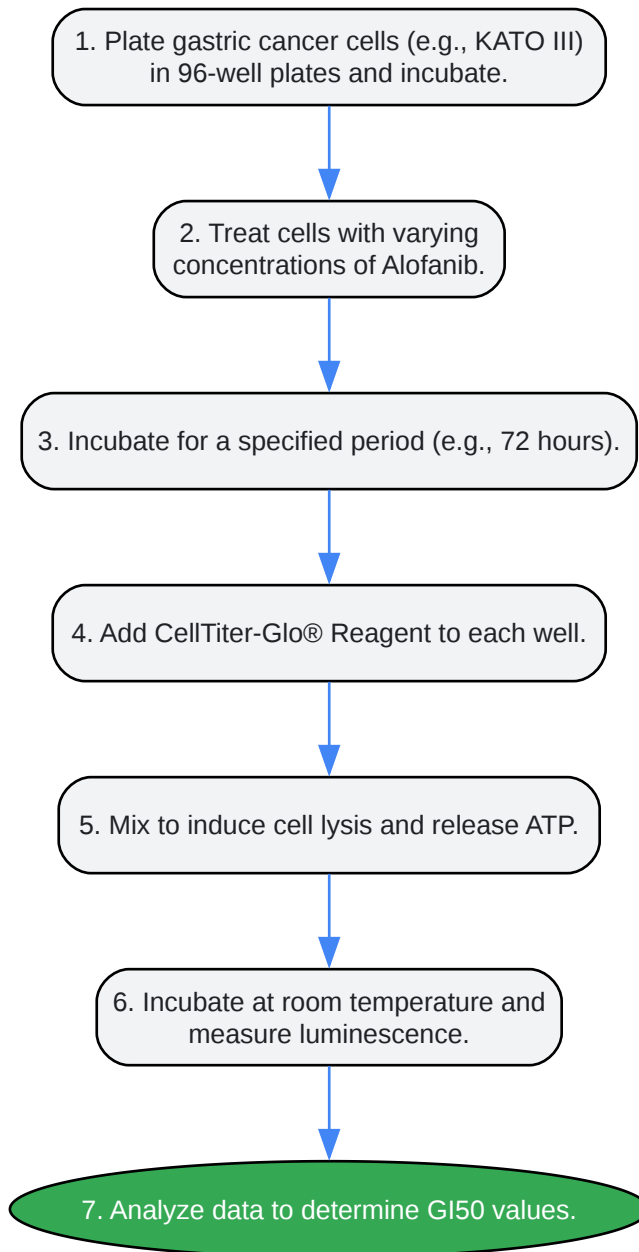 1. Plate gastric cancer cells (e.g., KATO III)
in 96-well plates and incubate.
2. Treat cells with varying
concentrations of Alofanib.
3. Incubate for a specified period (e.g., 72 hours).
4. Add CellTiter-Glo® Reagent to each well.
5. Mix to induce cell lysis and release ATP.
6. Incubate at room temperature and
measure luminescence.
7. Analyze data to determine GI50 values.